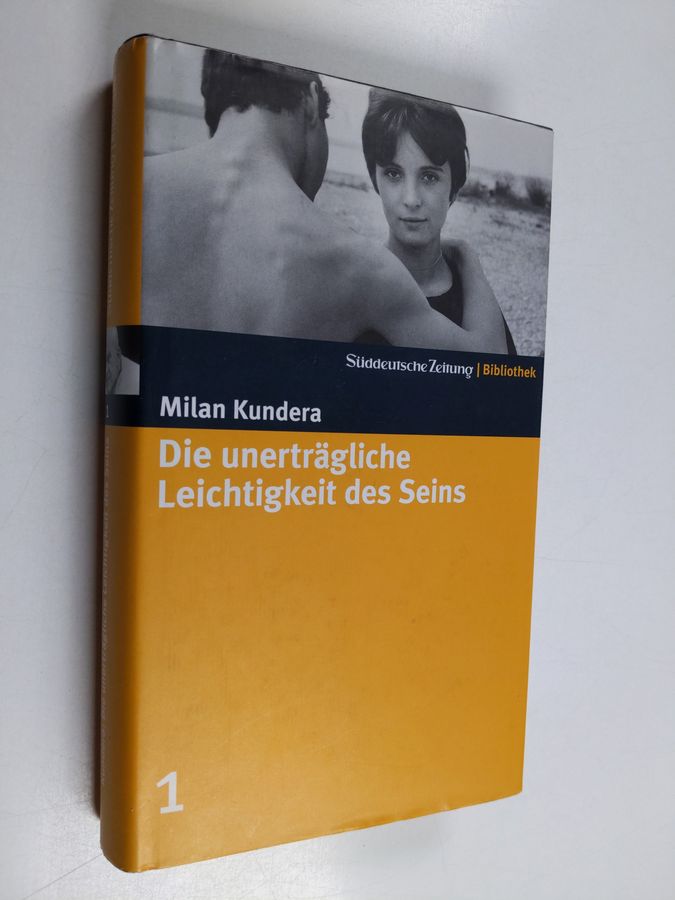 Süddeutsche Zeitung | Bibliothek
Milan Kundera
Die unerträgliche
Leichtigkeit des Seins
1